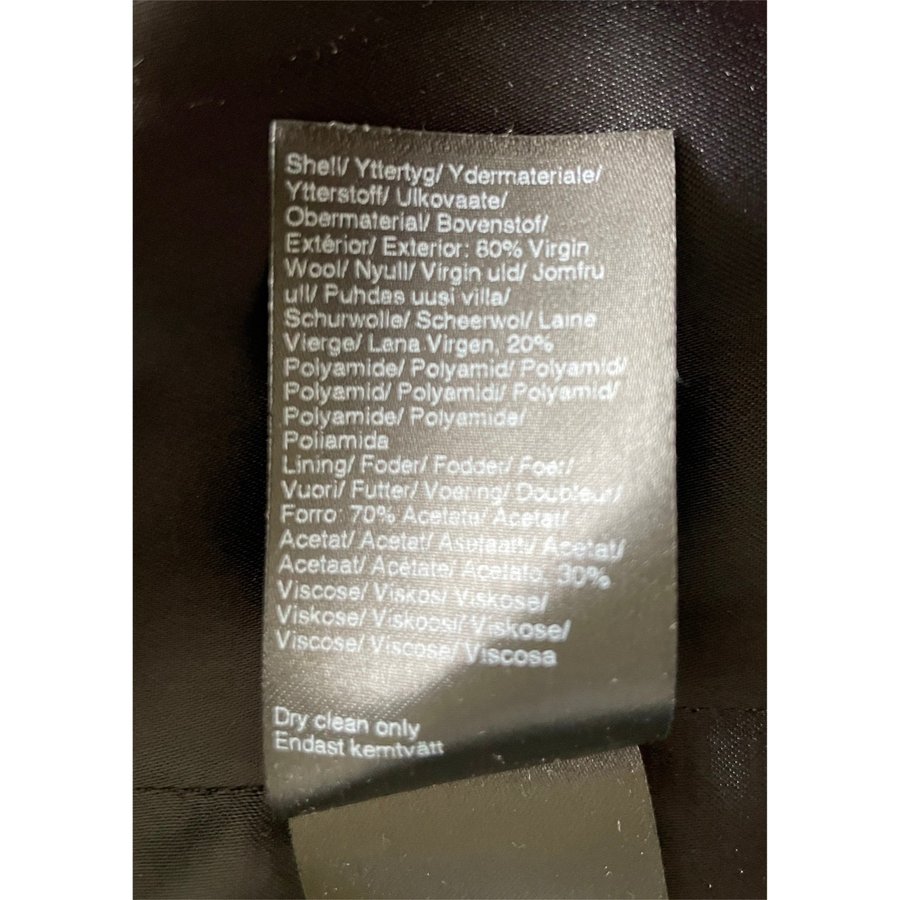 Shell/ Yttertyg/ Ydermateriale/
Ytterstoff/ Ulkovaate/
Obermaterial/ Bovenstof/
Extérior/ Exterior: 80% Virgin
Wool/ Nyull/ Virgin uld/ Jomfru
ull/ Puhdas uusi villa/
Schurwolle/ Scheerwol/ Laine
Vierge/ Lana Virgen, 20%
Polyamide/ Polyamid/ Polyamid/
Polyamid/ Polyamidi/ Polyamid/
Polyamide/ Polyamide/
Poliamida
Lining/ Foder/ Fodder/ Foer/
Vuori/ Futter/ Voering/ Doubleur/
Forro: 70% Acetate/ Acetat/
Acetat/ Acetat/ Asetaatti/ Acetat/
Acetaat/ Acétate/ Acetato, 30%
Viscose/ Viskos/ Viskose/
Viskose/ Viskoosi/ Viskose/
Viscose/ Viscose/ Viscosa
Dry clean only
Endast kemtvätt